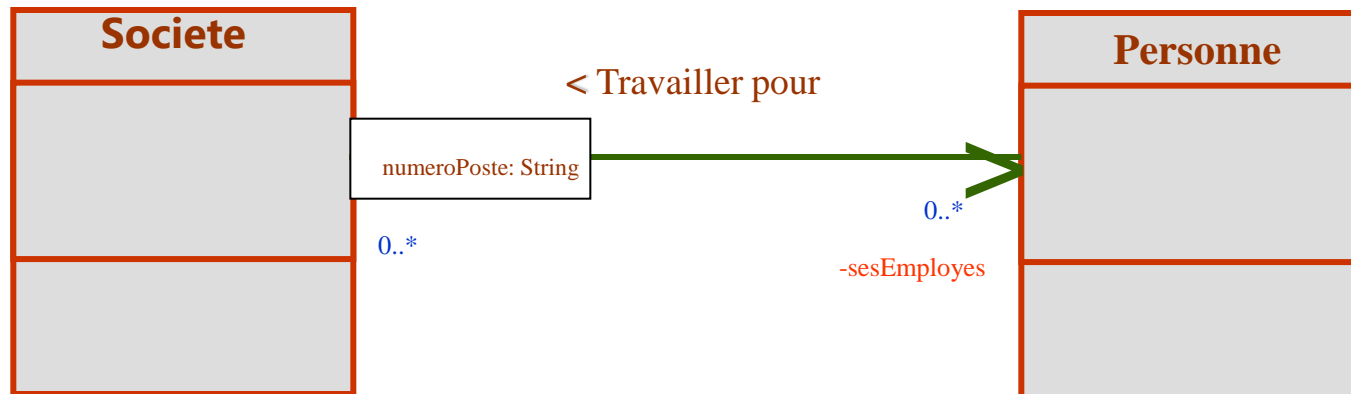 Societe
Personne
< Travailler pour
numeroPoste: String
0..*
0..*
-sesEmployes